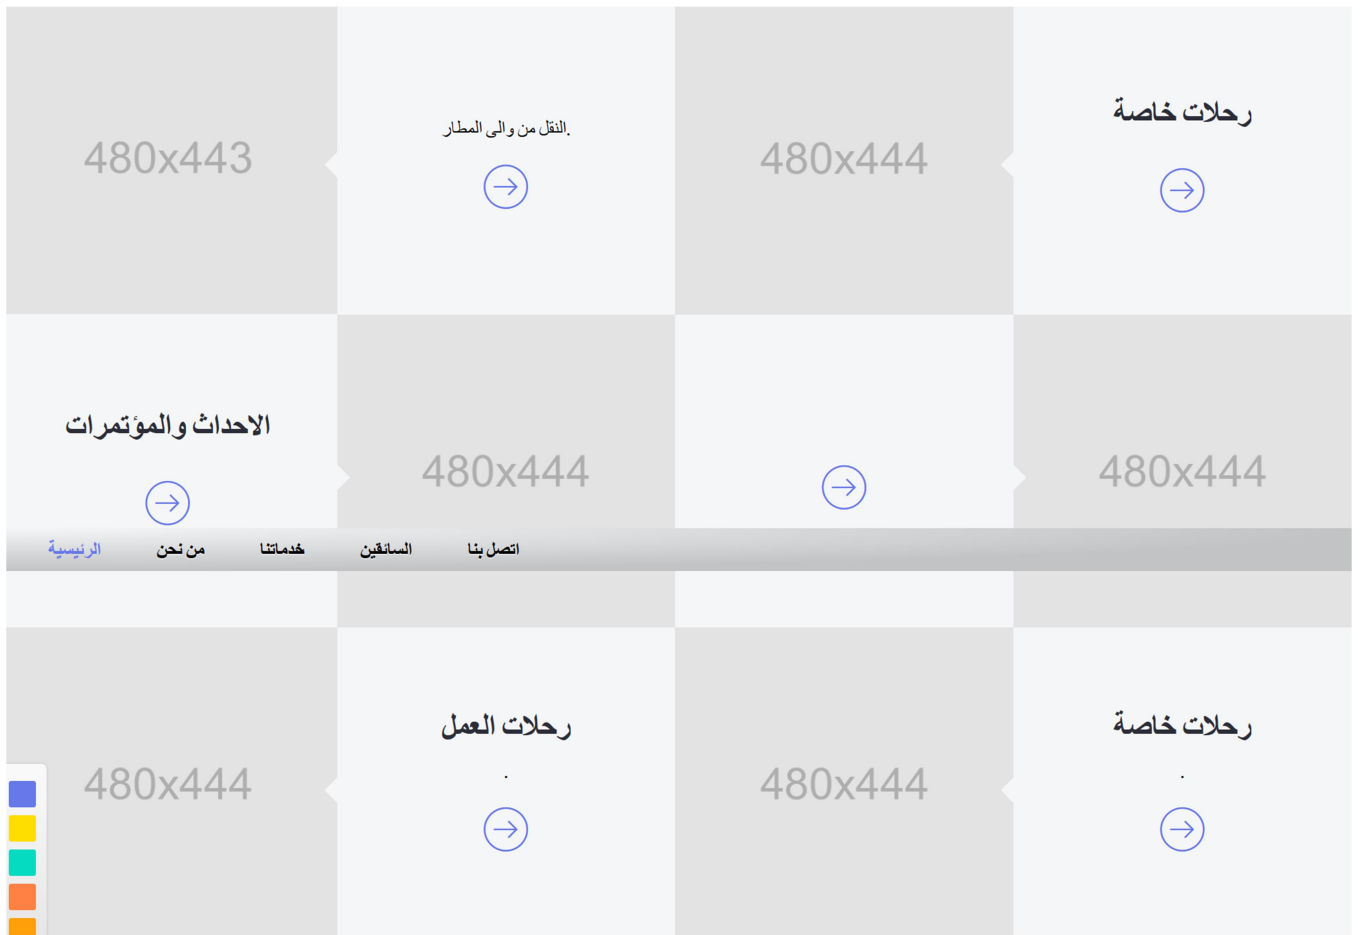 480x443
النقل من والى المطار.
480x444
رحلات خاصة
الاحداث والمؤتمرات
480x444
480x444
الرئيسية
من نحن
خدماتنا
السائقين
اتصل بنا
480x444
رحلات العمل
.
480x444
رحلات خاصة
.